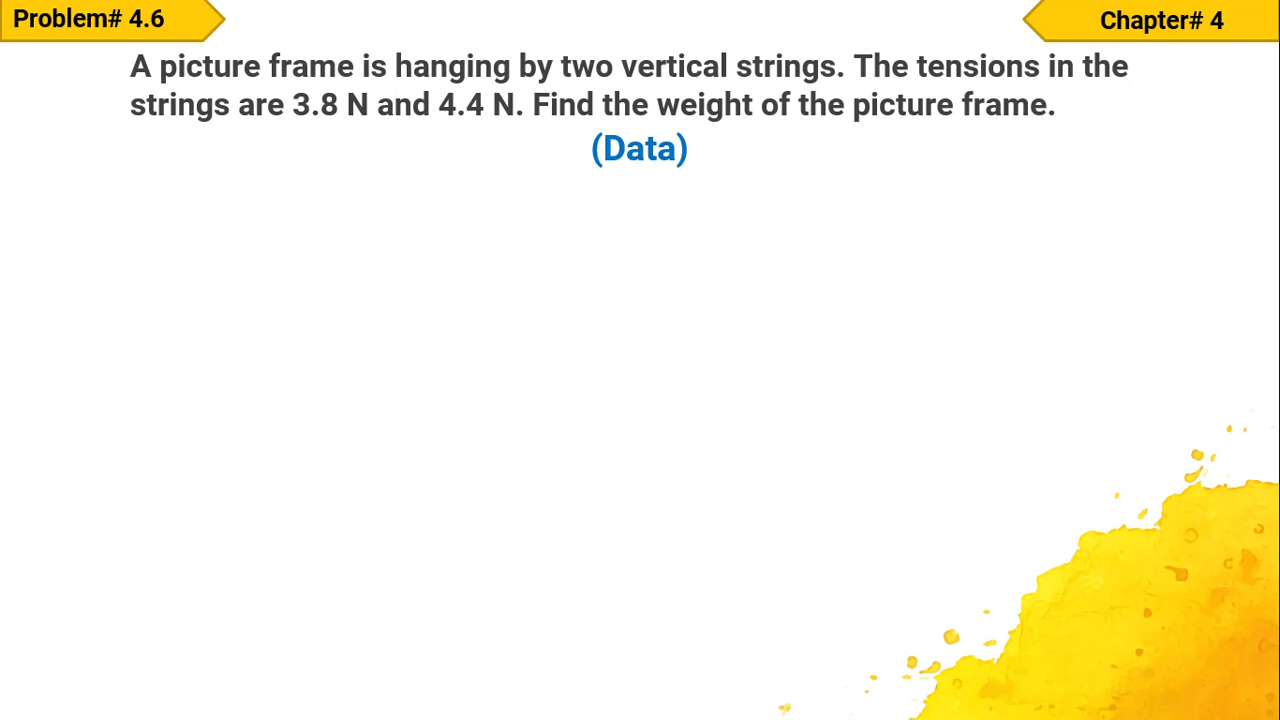 Problem# 4.6
Chapter# 4
A picture frame is hanging by two vertical strings. The tensions in the
strings are 3.8 N and 4.4 N. Find the weight of the picture frame.
(Data)